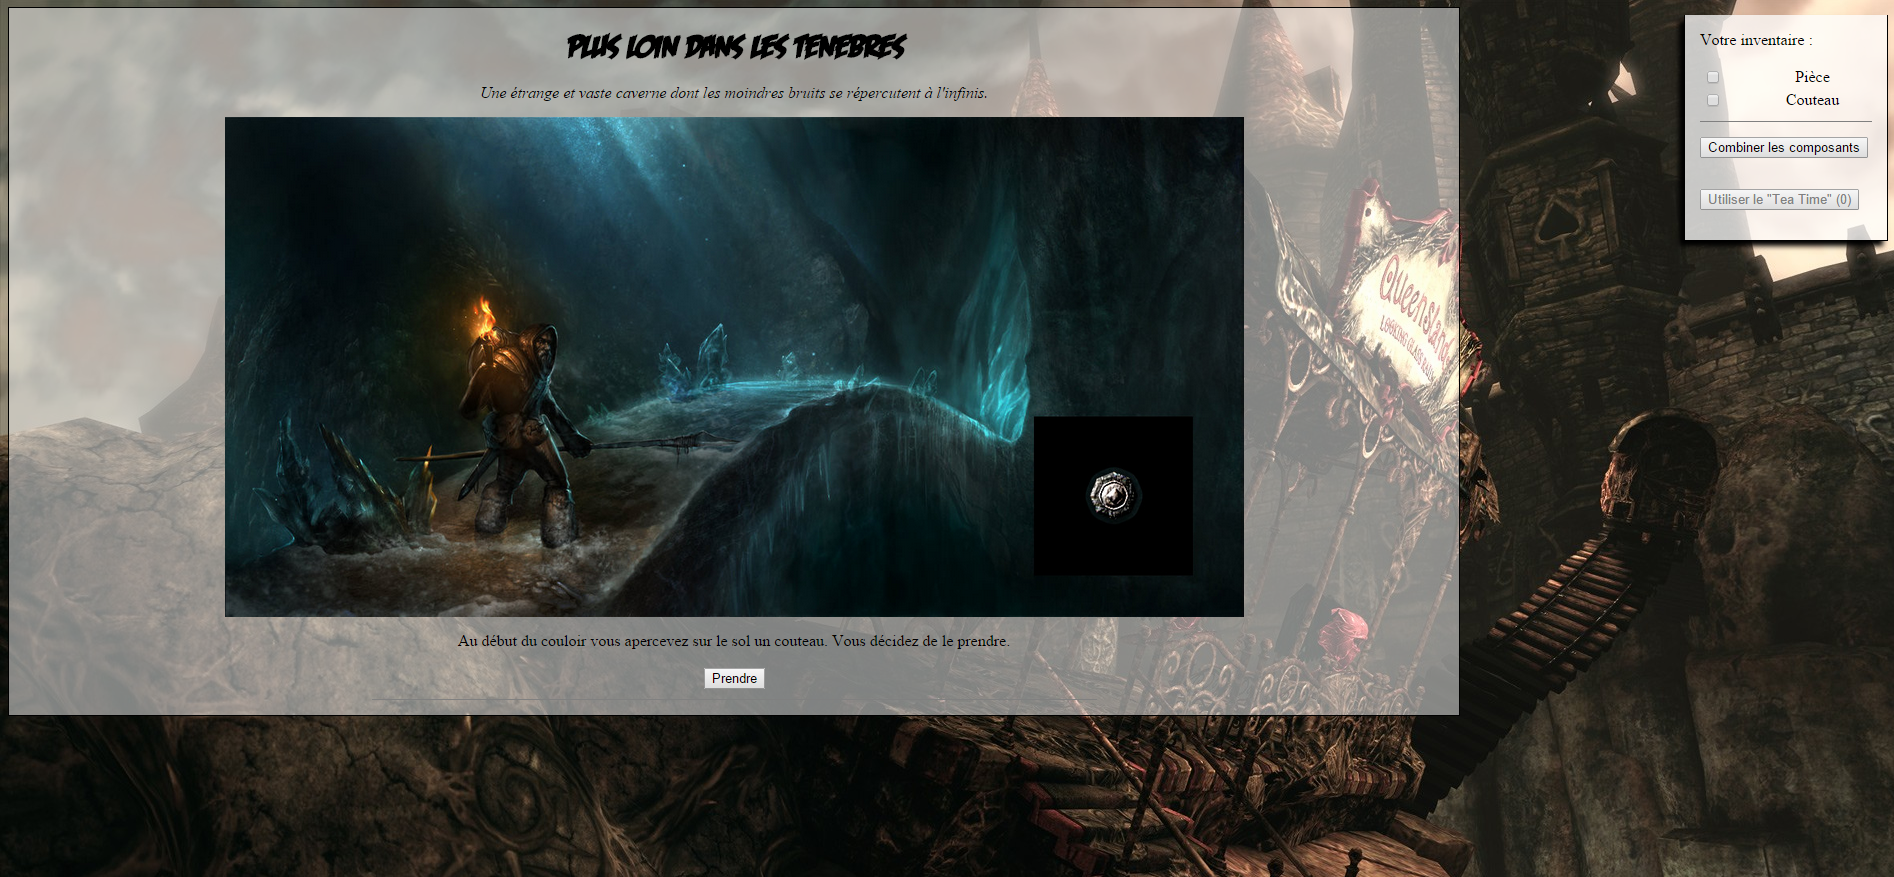 PLUS LOIN DANS LES TENEBRES
Une étrange et vaste caverne dont les moindres bruits se répercutent à l'infinis.
Au début du couloir vous apercevez sur le sol un couteau. Vous décidez de le prendre.
Prendre
Votre inventaire :
Pièce
Couteau
Combiner les composants
Utiliser le "Tea Time" (0)
Queensland
LOOKING GLASS